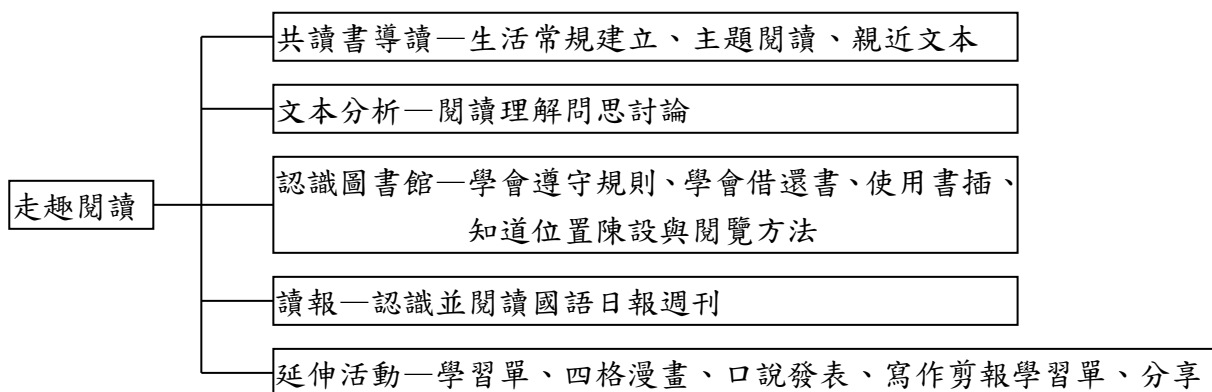 共讀書導讀—生活常規建立、主題閱讀、親近文本
文本分析—閱讀理解問思討論
走趣閱讀
認識圖書館—學會遵守規則、學會借還書、使用書插、
知道位置陳設與閱覽方法
讀報—認識並閱讀國語日報週刊
延伸活動—學習單、四格漫畫、口說發表、寫作剪報學習單、分享